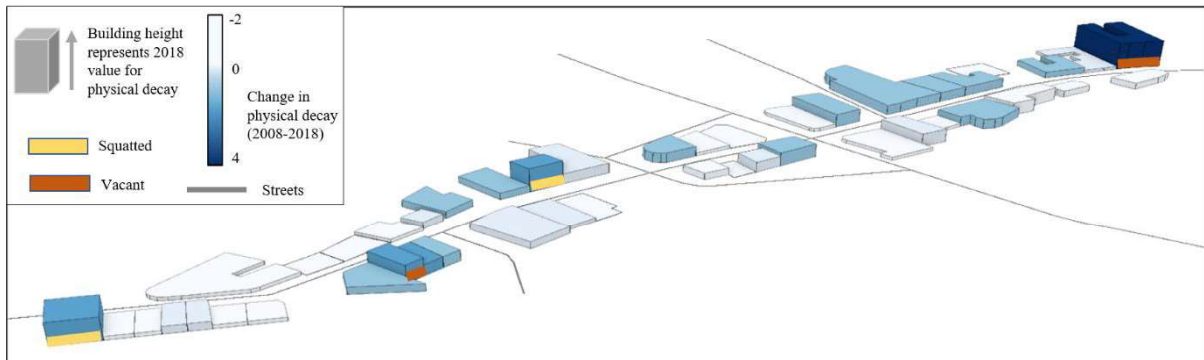 Building height
represents 2018
value for
physical decay
Squatted
Vacant
-2
0
Change in
physical decay
(2008-2018)
4
Streets